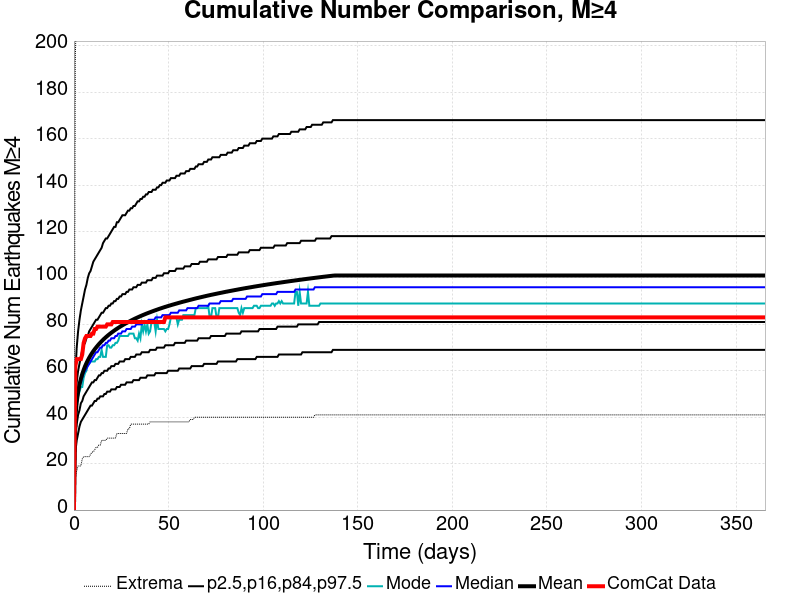 Cumulative Number Comparison, M≥4
Cumulative Num Earthquakes M≥4
200
180
160
140
120
100
80
60
40
20
0
0 50 100 150 200 250 300 350
Time (days)
Extrema p2.5,p16,p84,p97.5 Mode Median Mean ComCat Data